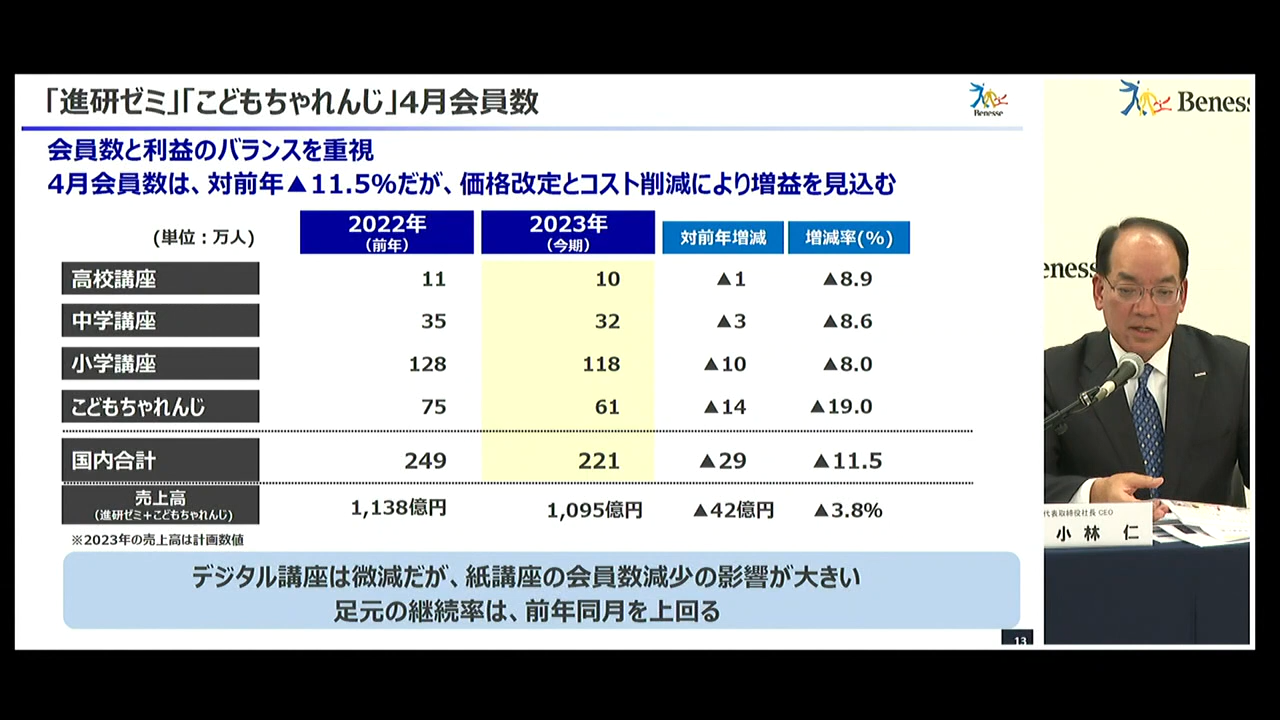 「進研ゼミ」「こどもちゃれんじ」4月会員数
Benesse
会員数と利益のバランスを重視
4月会員数は、対前年▲11.5%だが、価格改定とコスト削減により増益を見込む
(単位：万人) 2022年 (前年) 2023年 (今期) 対前年増減 増減率(%)
高校講座 11 10 ▲1 ▲8.9
中学講座 35 32 ▲3 ▲8.6
小学講座 128 118 ▲10 ▲8.0
こどもちゃれんじ 75 61 ▲14 ▲19.0
国内合計 249 221 ▲29 ▲11.5
売上高 (進研ゼミ+こどもちゃれんじ) 1,138億円 1,095億円 ▲42億円 ▲3.8%
※2023年の売上高は計画数値
デジタル講座は微減だが、紙講座の会員数減少の影響が大きい
足元の継続率は、前年同月を上回る
13
Beness
eness
代表取締役社長 CEO
小林 仁